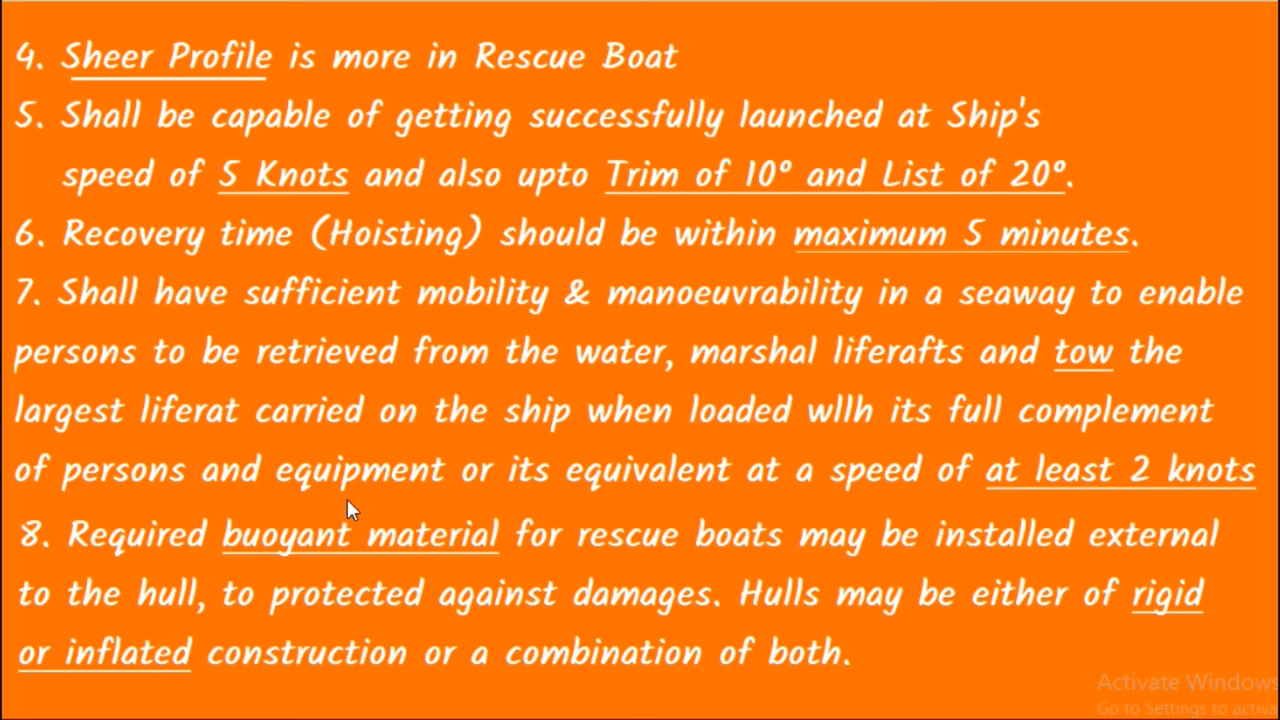 4. Sheer Profile is more in Rescue Boat
5. Shall be capable of getting successfully launched at Ship's
speed of 5 Knots and also upto Trim of 10° and List of 20°.
6. Recovery time (Hoisting) should be within maximum 5 minutes.
7. Shall have sufficient mobility & manoeuvrability in a seaway to enable
persons to be retrieved from the water, marshal liferafts and tow the
largest liferat carried on the ship when loaded wllh its full complement
of persons and equipment or its equivalent at a speed of at least 2 knots
8. Required buoyant material for rescue boats may be installed external
to the hull, to protected against damages. Hulls may be either of rigid
or inflated construction or a combination of both.
Activate Windows
Go to Settings to activa